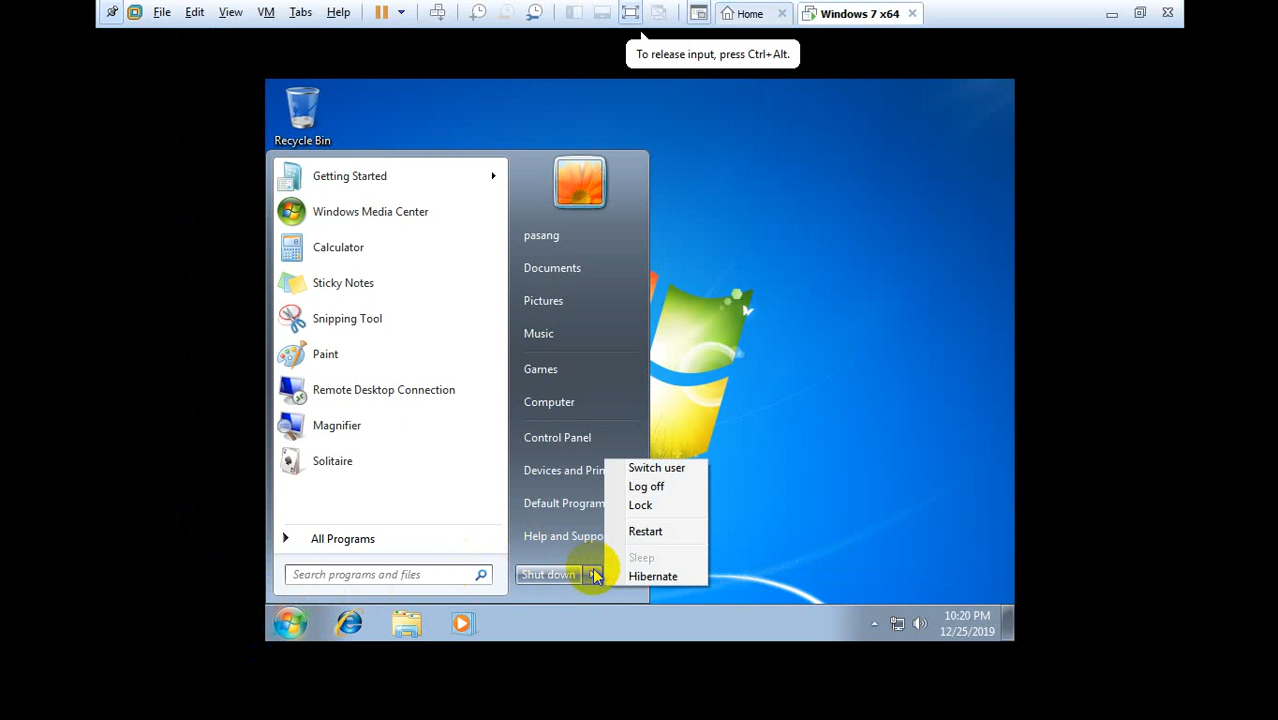 File Edit View VM Tabs Help Home Windows 7 x64
To release input, press Ctrl+Alt.
Recycle Bin
Getting Started
Windows Media Center
Calculator
Sticky Notes
Snipping Tool
Paint
Remote Desktop Connection
Magnifier
Solitaire
All Programs
Search programs and files
pasang
Documents
Pictures
Music
Games
Computer
Control Panel
Devices and Prin
Default Program
Help and Suppo
Shut down
Switch user
Log off
Lock
Restart
Sleep
Hibernate
10:20 PM
12/25/2019